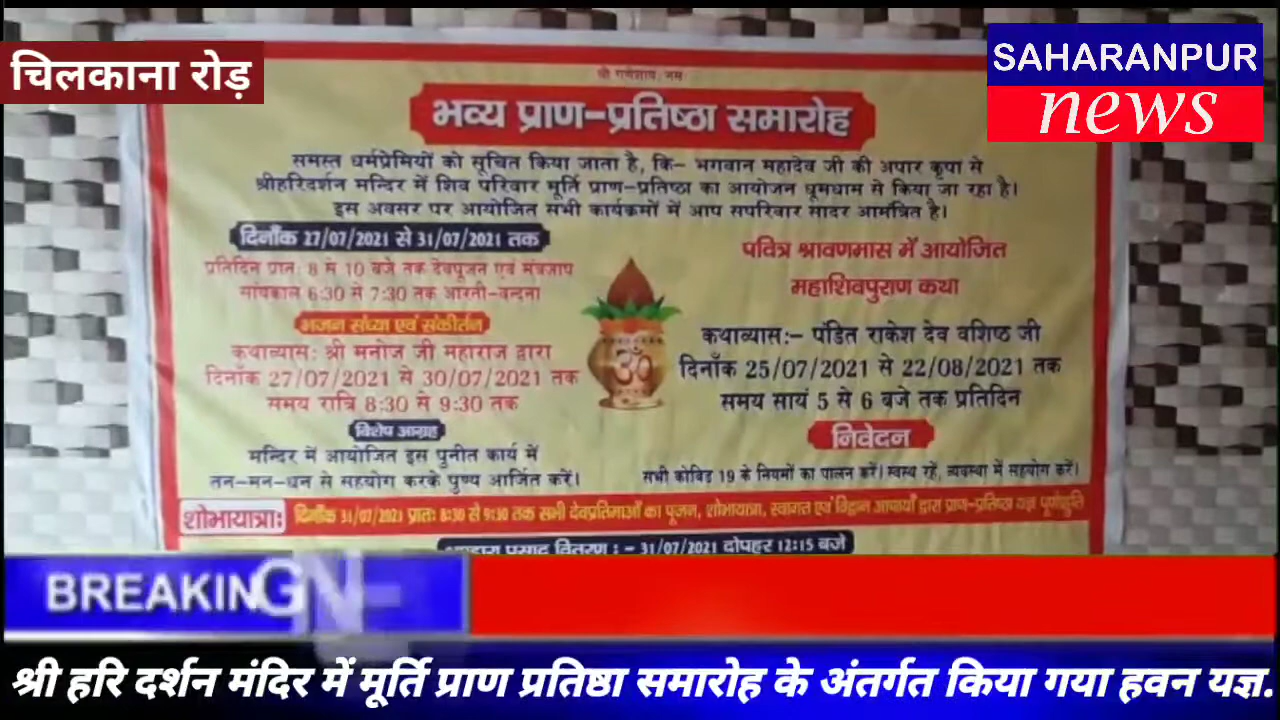 चिलकाना रोड़
SAHARANPUR
news
श्री गणेशाय: नम:
भव्य प्राण-प्रतिष्ठा समारोह
समस्त धर्मप्रेमियों को सूचित किया जाता है, कि- भगवान महादेव जी की अपार कृपा से
श्रीहरिदर्शन मन्दिर में शिव परिवार मूर्ति प्राण-प्रतिष्ठा का आयोजन धूमधाम से किया जा रहा है।
इस अवसर पर आयोजित सभी कार्यक्रमों में आप सपरिवार सादर आमंत्रित है।
दिनाँक 27/07/2021 से 31/07/2021 तक
प्रतिदिन प्रात: 8 से 10 बजे तक देवपूजन एवं मंत्रजाप
सांयकाल 6:30 से 7:30 तक आरती-वन्दना
भजन संध्या एवं संकीर्तन
कथाव्यास: श्री मनोज जी महाराज द्वारा
दिनाँक 27/07/2021 से 30/07/2021 तक
समय रात्रि 8:30 से 9:30 तक
विशेष आग्रह
मन्दिर में आयोजित इस पुनीत कार्य में
तन-मन-धन से सहयोग करके पुण्य आर्जित करें।
ॐ
पवित्र श्रावणमास में आयोजित
महाशिवपुराण कथा
कथाव्यास:- पंडित राकेश देव वशिष्ठ जी
दिनाँक 25/07/2021 से 22/08/2021 तक
समय सायं 5 से 6 बजे तक प्रतिदिन
निवेदन
सभी कोविड 19 के नियमों का पालन करें। स्वस्थ रहें, व्यवस्था में सहयोग करें।
शोभायात्रा: दिनाँक 31/07/2021 प्रात: 8:30 से 9:30 तक सभी देवप्रतिमाओं का पूजन, शोभायात्रा, स्वागत एवं विद्वान आचार्यों द्वारा प्राण-प्रतिष्ठा यज्ञ पूर्णाहुति
प्रसाद वितरण : - 31/07/2021 दोपहर 12:15 बजे
BREAKING NE
श्री हरि दर्शन मंदिर में मूर्ति प्राण प्रतिष्ठा समारोह के अंतर्गत किया गया हवन यज्ञ.